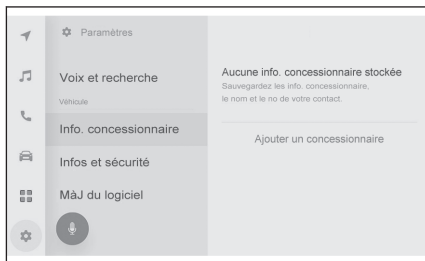 Paramètres
Voix et recherche
Véhicule
Info. concessionnaire
Infos et sécurité
MàJ du logiciel
Aucune info. concessionnaire stockée
Sauvegardez les info. concessionnaire,
le nom et le no de votre contact.
Ajouter un concessionnaire